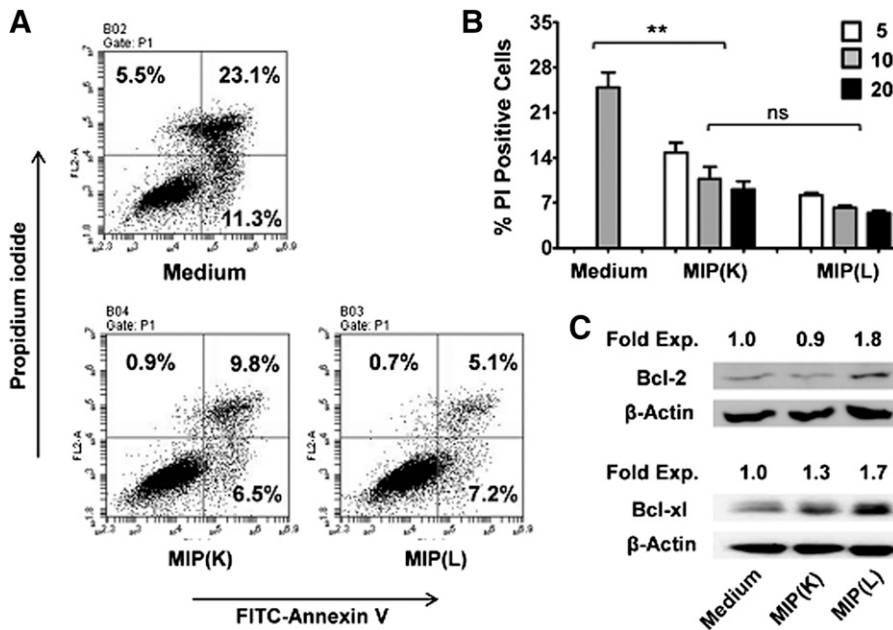 A
B02
Gate: P1
5.5%
23.1%
11.3%
FL2-A
Medium
Propidium iodide
B04
Gate: P1
0.9%
9.8%
6.5%
FL2-A
MIP(K)
B03
Gate: P1
0.7%
5.1%
7.2%
FL2-A
MIP(L)
FITC-Annexin V
B
% PI Positive Cells
35
28
21
14
7
0
**
ns
5
10
20
Medium MIP(K) MIP(L)
C
Fold Exp. 1.0 0.9 1.8
Bcl-2
β-Actin
Fold Exp. 1.0 1.3 1.7
Bcl-xl
β-Actin
Medium MIP(K) MIP(L)